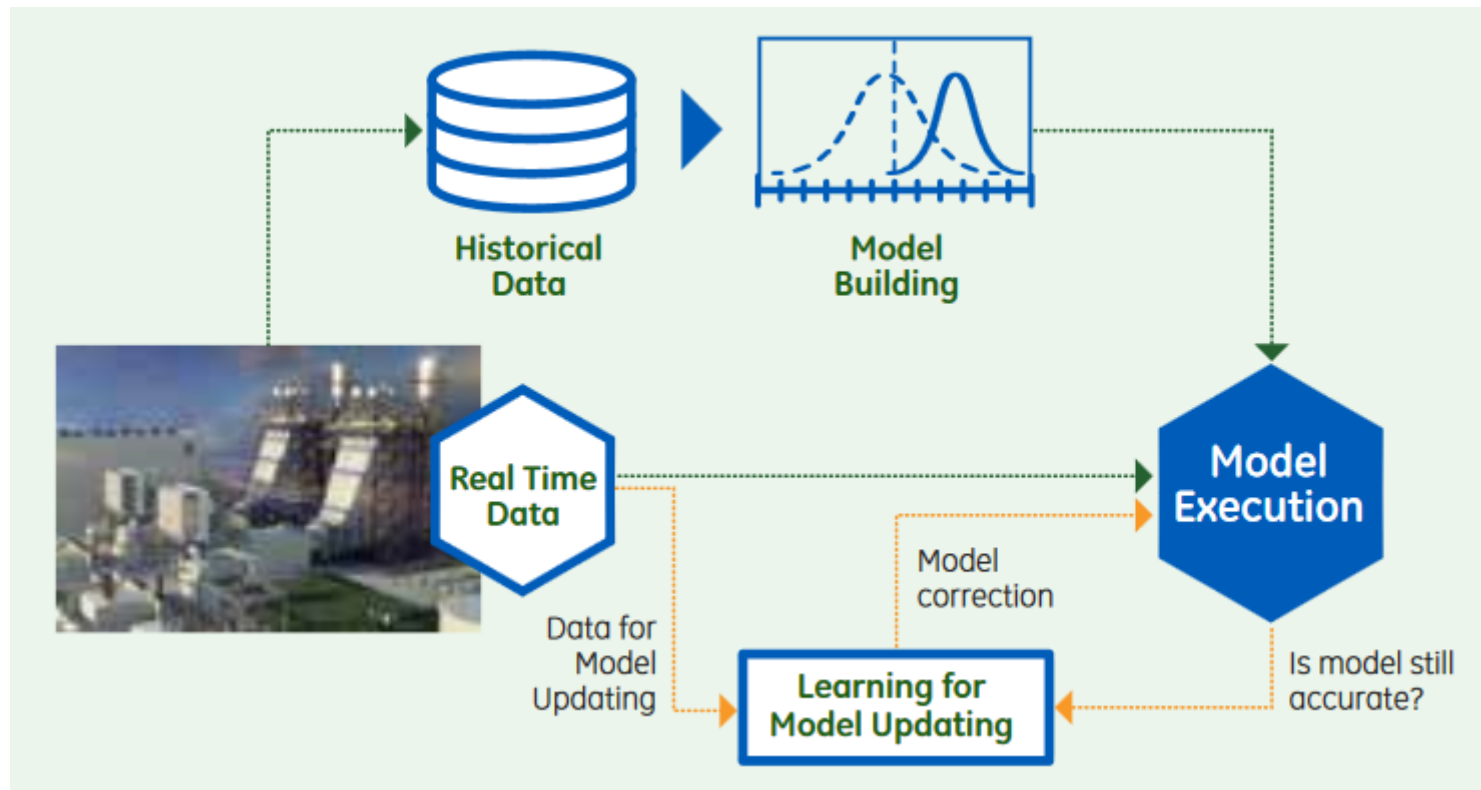 Historical
Data
Model
Building
Real Time
Data
Model
Execution
Model
correction
Data for
Model
Updating
Learning for
Model Updating
Is model still
accurate?